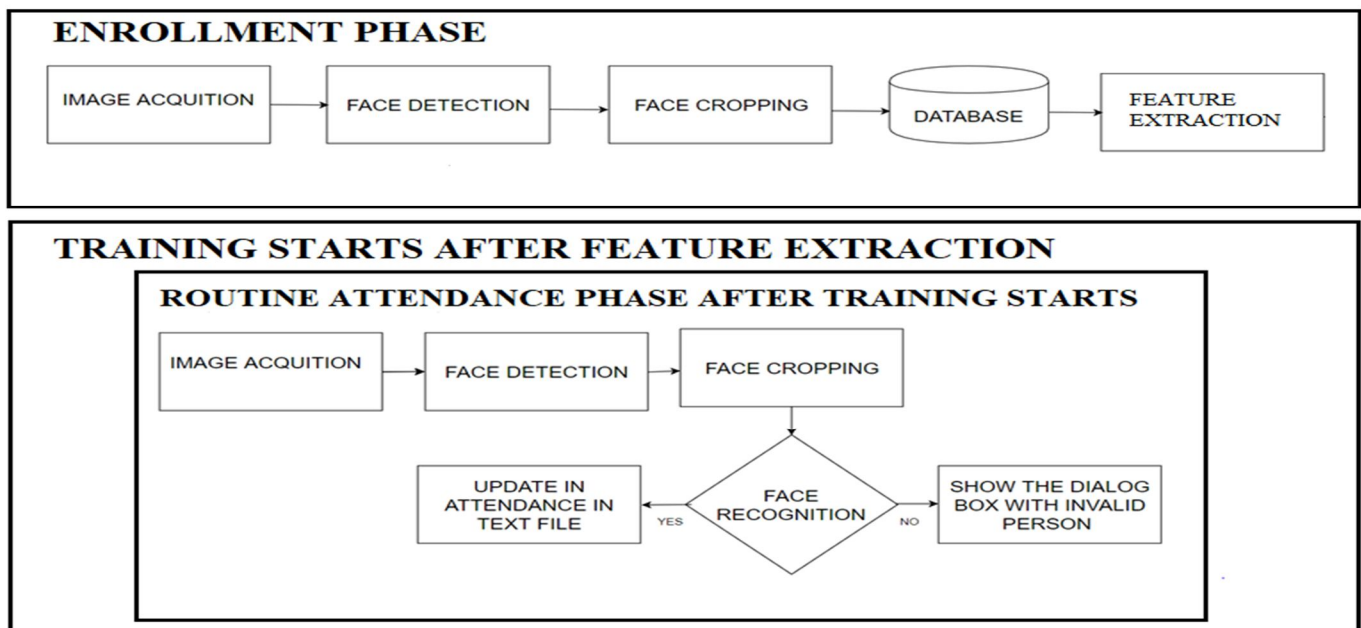 ENROLLMENT PHASE
IMAGE ACQUITION
FACE DETECTION
FACE CROPPING
DATABASE
FEATURE
EXTRACTION
TRAINING STARTS AFTER FEATURE EXTRACTION
ROUTINE ATTENDANCE PHASE AFTER TRAINING STARTS
IMAGE ACQUITION
FACE DETECTION
FACE CROPPING
FACE
RECOGNITION
YES
UPDATE IN
ATTENDANCE IN
TEXT FILE
NO
SHOW THE DIALOG
BOX WITH INVALID
PERSON